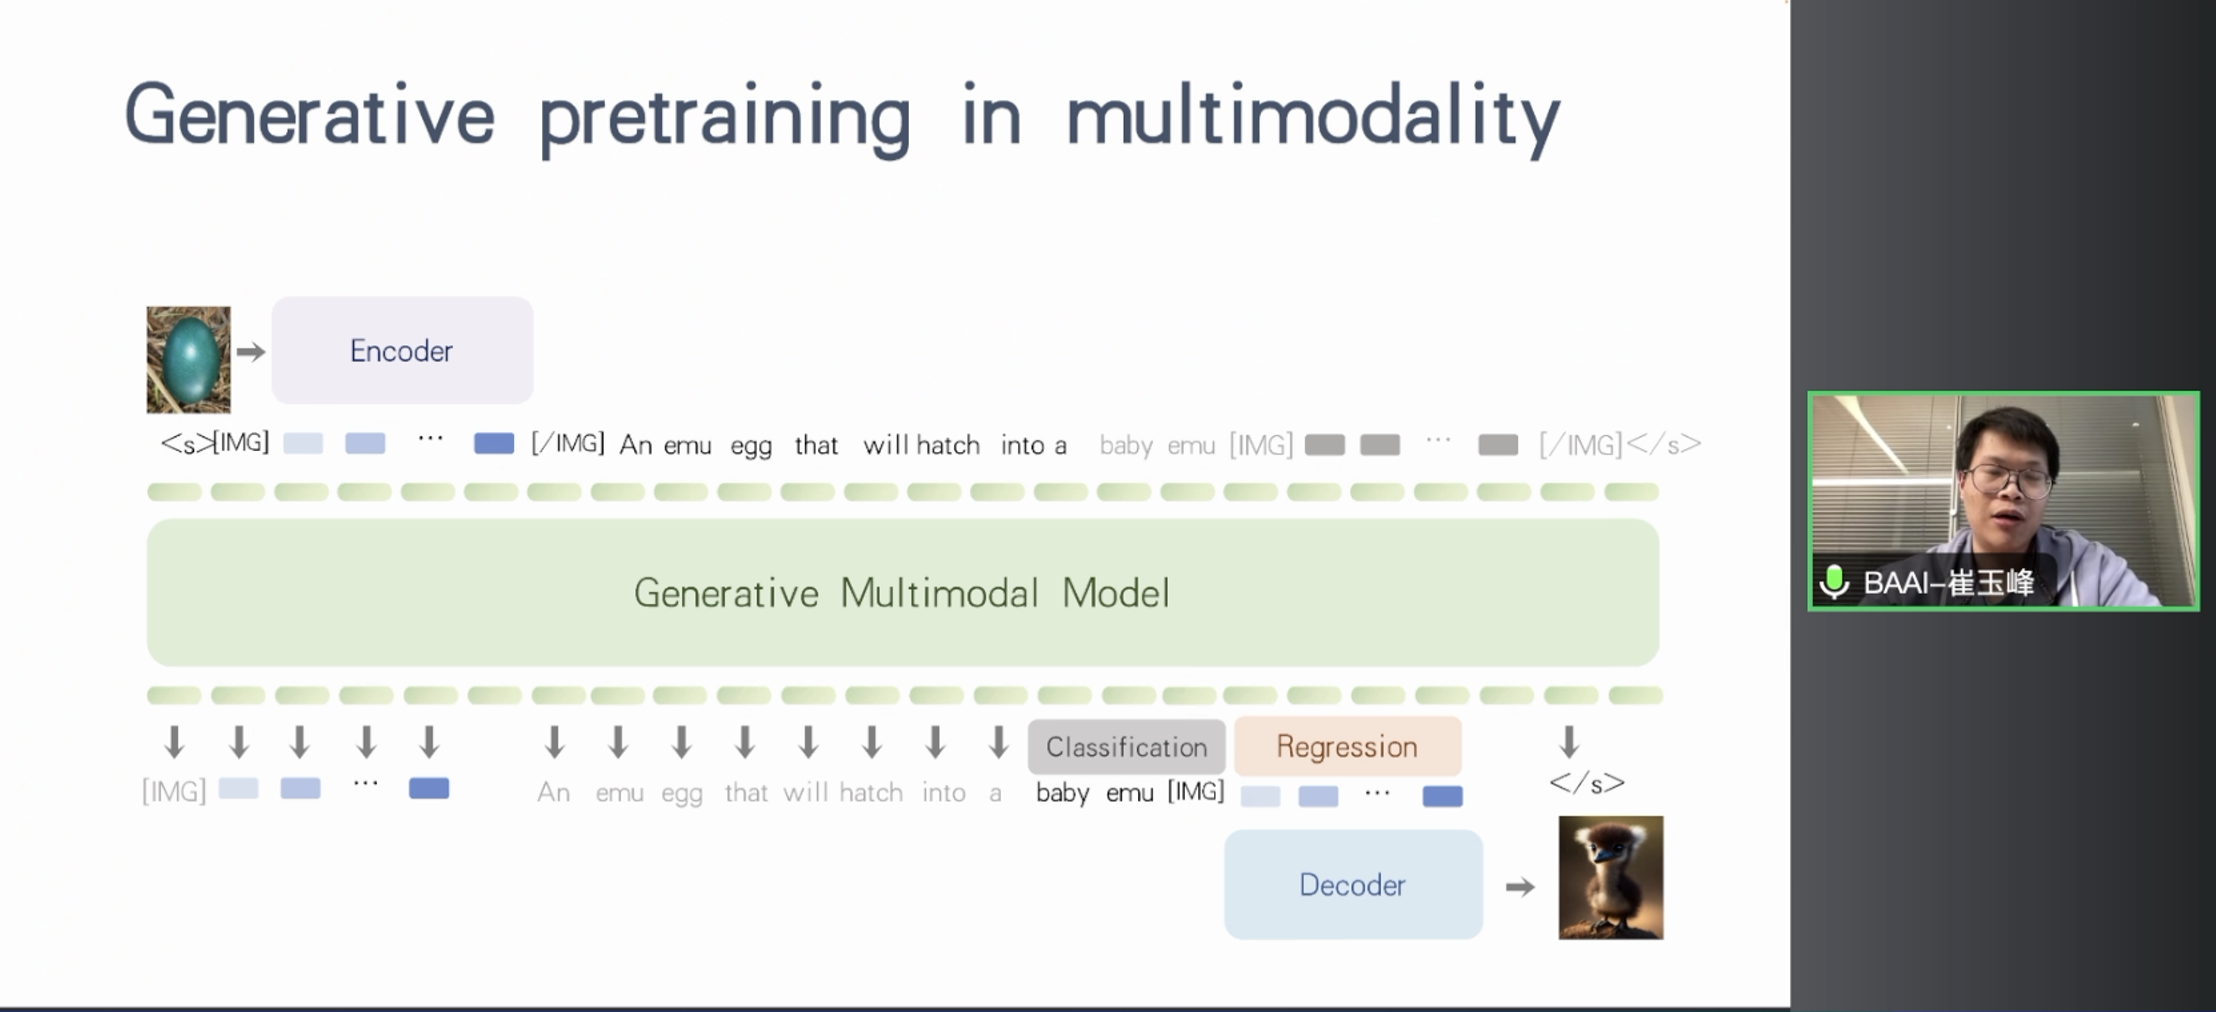 Generative pretraining in multimodality
Encoder
<s>[IMG] ... [/IMG] An emu egg that will hatch into a baby emu [IMG] ... [/IMG]</s>
Generative Multimodal Model
Classification Regression
[IMG] ... An emu egg that will hatch into a baby emu [IMG] ... </s>
Decoder
BAAI-崔玉峰